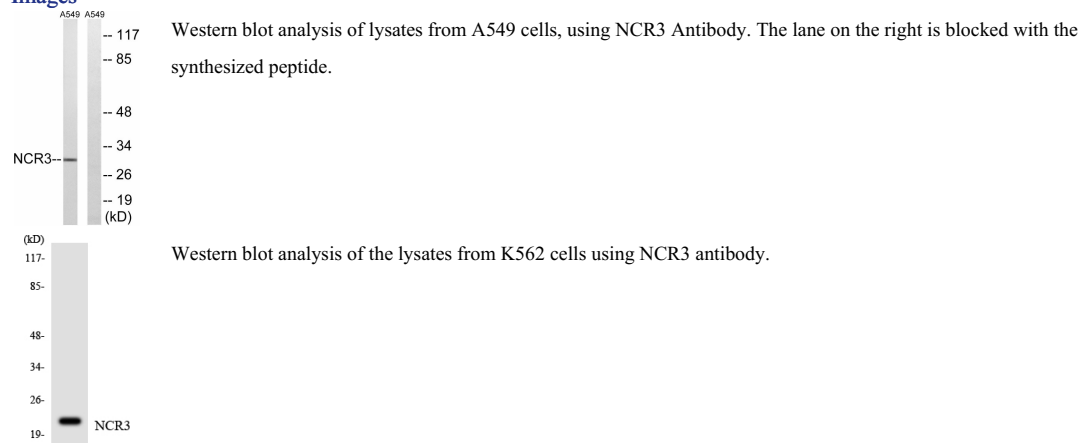 Images
A549 A549
-- 117
-- 85
-- 48
-- 34
NCR3--
-- 26
-- 19
(kD)
Western blot analysis of lysates from A549 cells, using NCR3 Antibody. The lane on the right is blocked with the
synthesized peptide.
(kD)
117-
85-
48-
34-
26-
NCR3
19-
Western blot analysis of the lysates from K562 cells using NCR3 antibody.